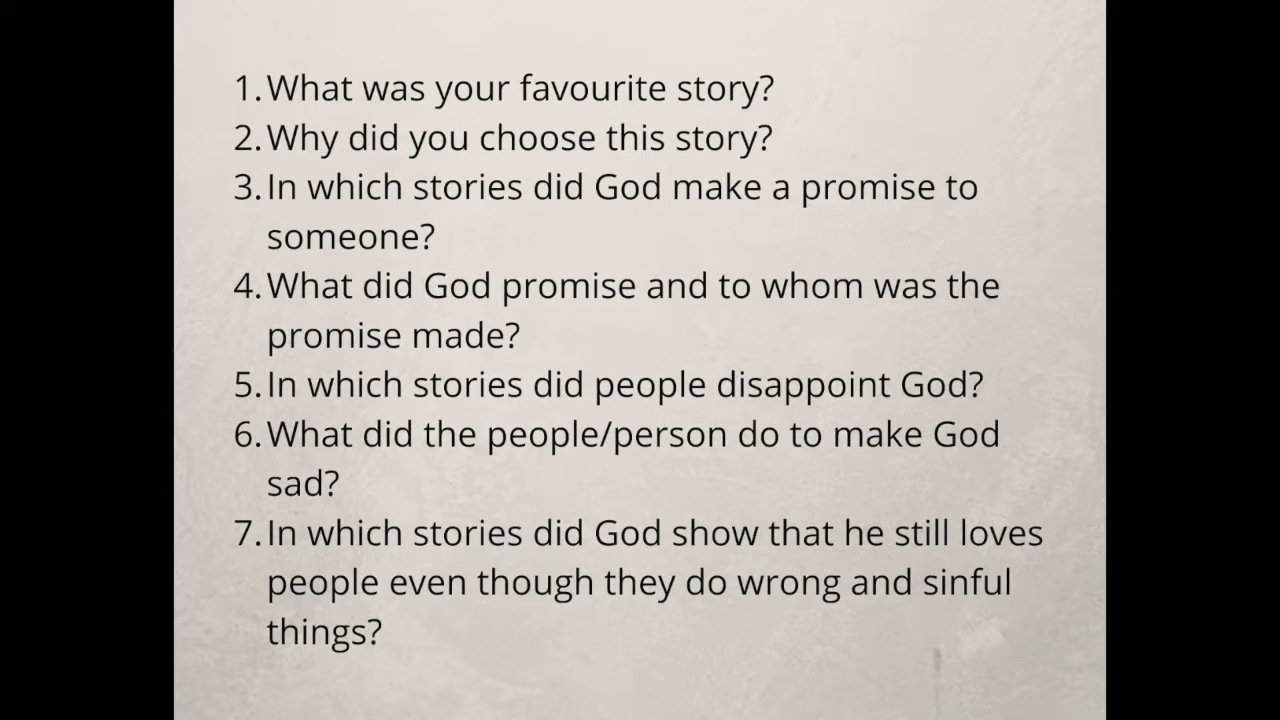 1. What was your favourite story?
2. Why did you choose this story?
3. In which stories did God make a promise to
someone?
4. What did God promise and to whom was the
promise made?
5. In which stories did people disappoint God?
6. What did the people/person do to make God
sad?
7. In which stories did God show that he still loves
people even though they do wrong and sinful
things?